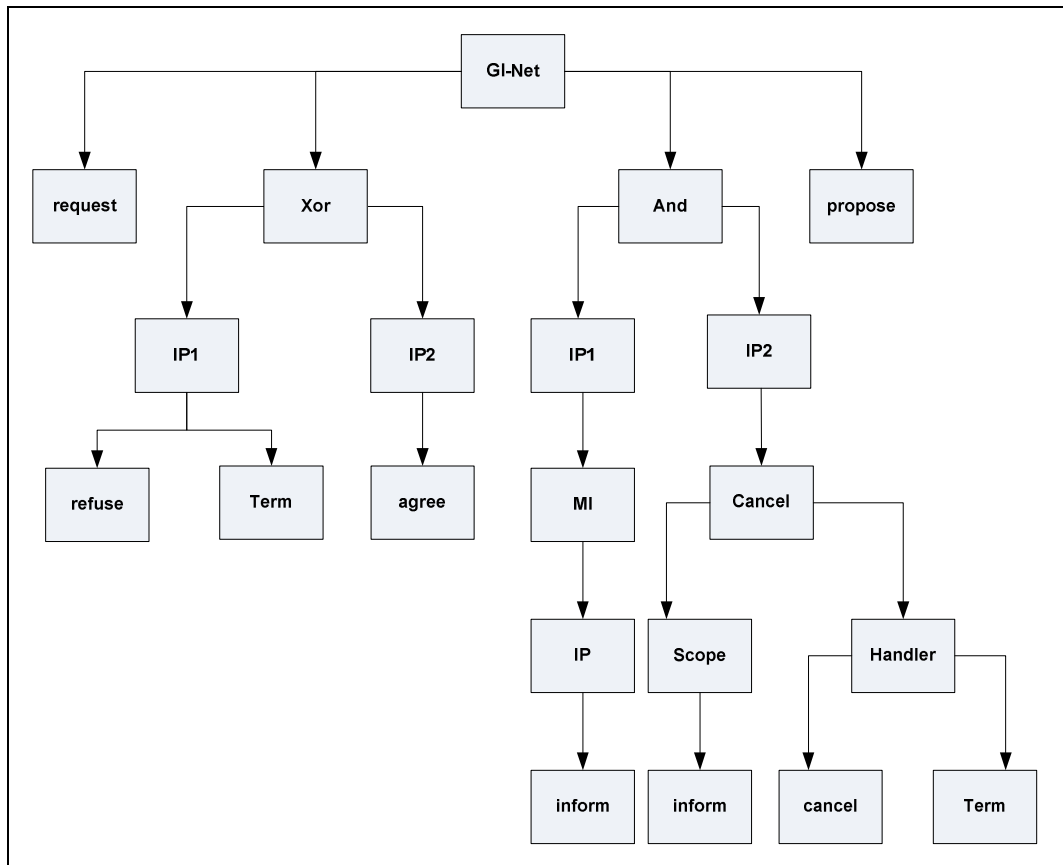 GI-Net
request
Xor
And
propose
IP1
IP2
IP1
IP2
refuse
Term
agree
MI
Cancel
IP
Scope
Handler
inform
inform
cancel
Term